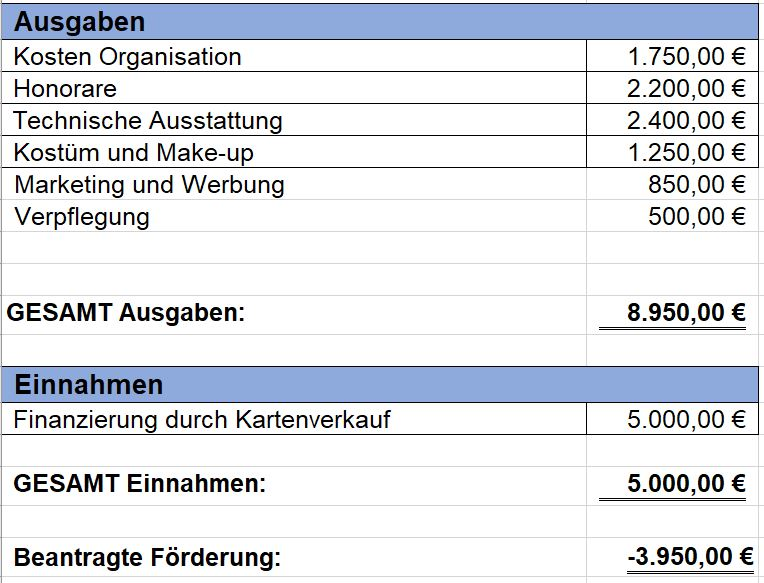 Ausgaben
Kosten Organisation 1.750,00 €
Honorare 2.200,00 €
Technische Ausstattung 2.400,00 €
Kostüm und Make-up 1.250,00 €
Marketing und Werbung 850,00 €
Verpflegung 500,00 €
GESAMT Ausgaben: 8.950,00 €
Einnahmen
Finanzierung durch Kartenverkauf 5.000,00 €
GESAMT Einnahmen: 5.000,00 €
Beantragte Förderung: -3.950,00 €